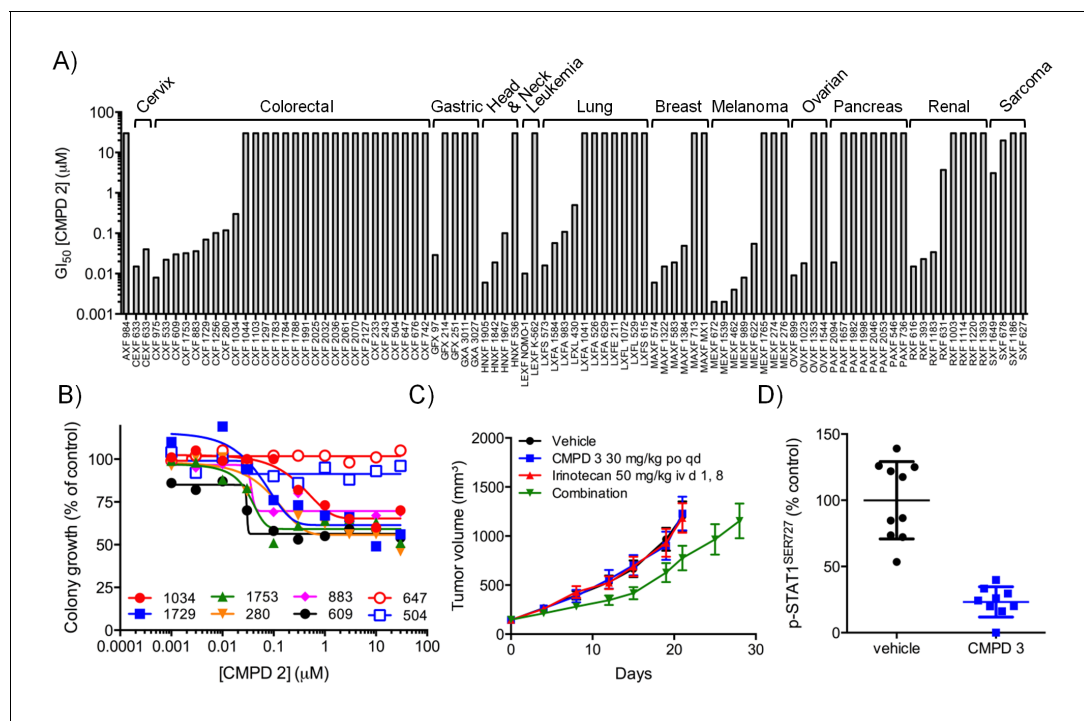 A)
Cervix
Colorectal
Gastric
Head & Neck
Leukemia
Lung
Breast
Melanoma
Ovarian
Pancreas
Renal
Sarcoma
GI50 [CMPD 2] (μM)
100
10
1
0.1
0.01
0.001
AXF 984
CEXF 633
CEXF 633
CXF 975
CXF 533
CXF 609
CXF 1753
CXF 883
CXF 1729
CXF 1256
CXF 280
CXF 1034
CXF 1044
CXF 1103
CXF 1297
CXF 1783
CXF 1784
CXF 1788
CXF 1991
CXF 2025
CXF 2032
CXF 2036
CXF 2061
CXF 2070
CXF 2127
CXF 233
CXF 243
CXF 504
CXF 647
CXF 676
CXF 742
GFX 97
GFX 214
GFX 251
GXA 3011
GXA 3027
HNXF 1905
HNXF 1842
HNXF 1967
HNXF 536
LEXF NOMO-1
LEXF K-562
LXFS 573
LXFA 1584
LXFA 983
LFXL 430
LXFA 1041
LXFA 526
LXFA 629
LXFE 211
LXFL 1072
LXFL 529
LXFS 615
MAXF 574
MAXF 1322
MAXF 583
MAXF 1384
MAXF 713
MAXF MX1
MEXF 672
MEXF 1539
MEXF 462
MEXF 989
MEXF 622
MEXF 1765
MEXF 274
MEXF 276
OVXF 899
OVXF 1023
OVXF 1353
OVXF 1544
PAXF 2094
PAXF 1657
PAXF 1982
PAXF 1998
PAXF 2046
PAXF 2053
PAXF 546
PAXF 736
RXF 616
RXF 393
RXF 1183
RXF 631
RXF 1003
RXF 1114
RXF 1220
RXF 1393
SXF 1649
SXF 678
SXF 1186
SXF 627
B)
Colony growth (% of control)
100
75
50
25
0
0.0001
0.001
0.01
0.1
1
10
100
[CMPD 2] (μM)
1034
1753
883
647
1729
280
609
504
C)
Tumor volume (mm³)
2000
1500
1000
500
0
0
10
20
30
Days
Vehicle
CMPD 3 30 mg/kg po qd
Irinotecan 50 mg/kg iv d 1, 8
Combination
D)
p-STAT1SER727 (% control)
150
100
50
0
vehicle
CMPD 3